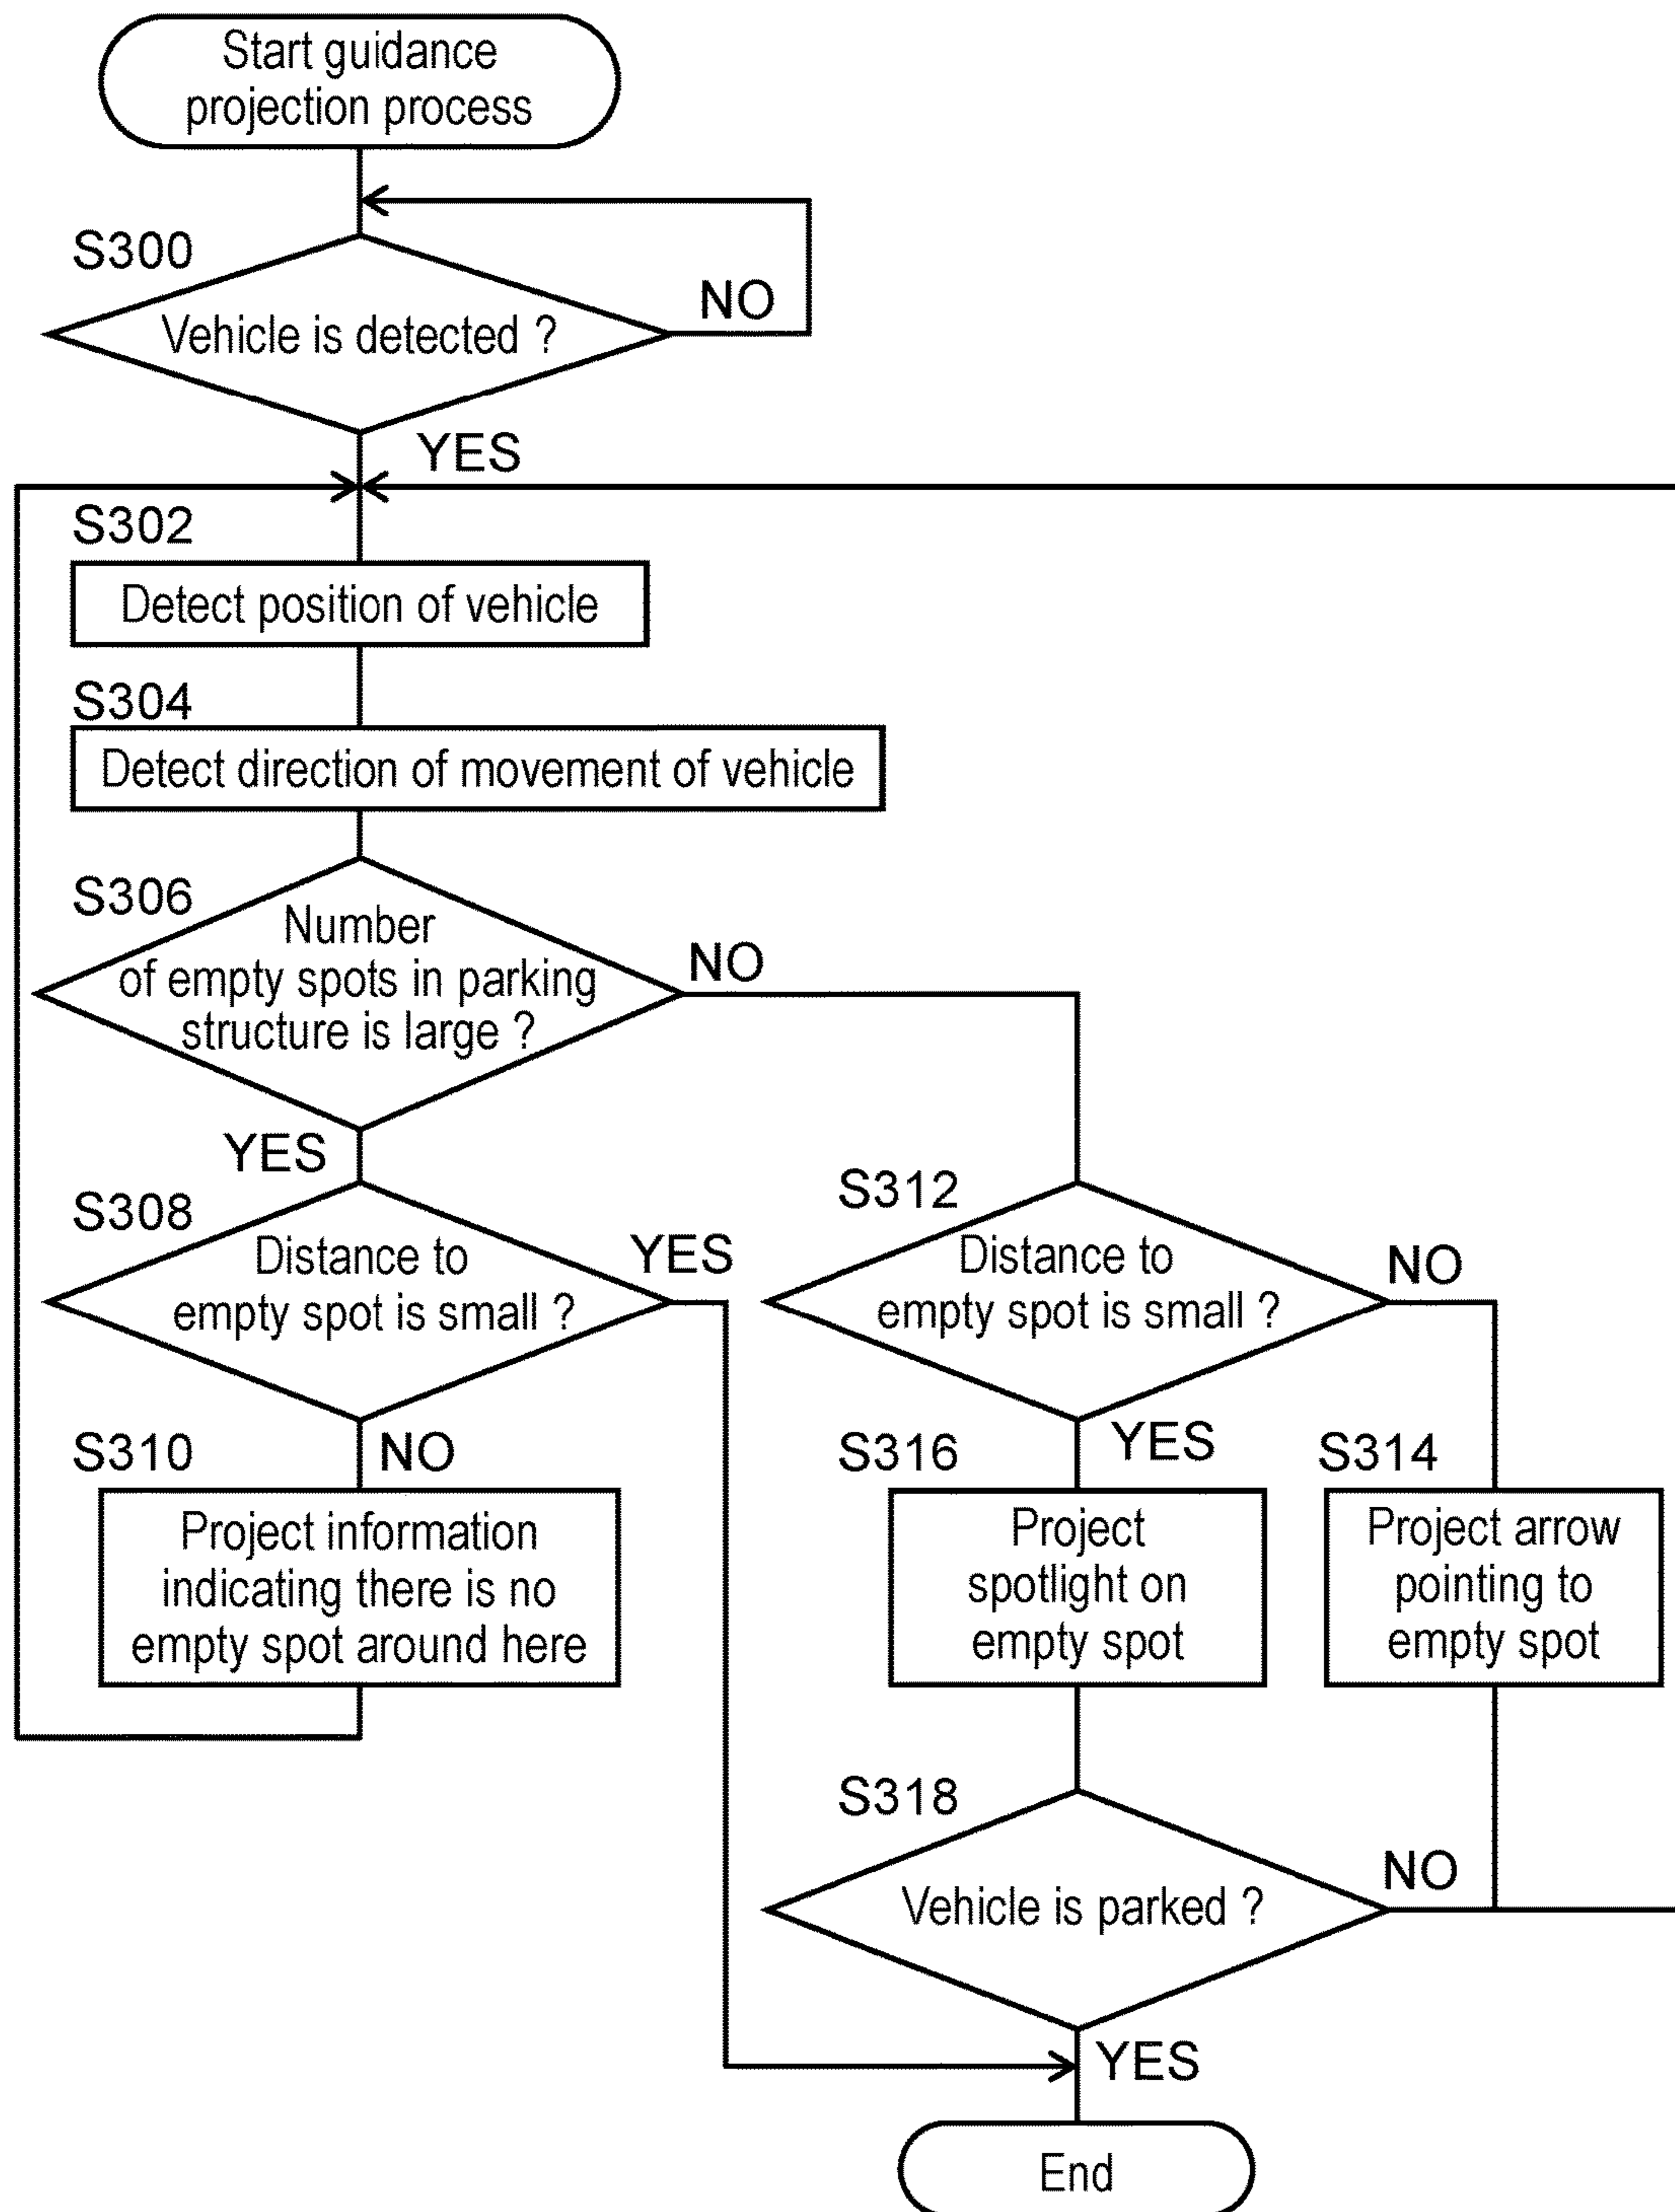 Start guidance
projection process
S300
NO
Vehicle is detected ?
YES
S302
Detect position of vehicle
S304
Detect direction of movement of vehicle
S306
Number
of empty spots in parking
structure is large ?
NO
YES
S308
Distance to
empty spot is small ?
YES
S312
Distance to
empty spot is small ?
NO
S310
NO
Project information
indicating there is no
empty spot around here
S316
YES
Project
spotlight on
empty spot
S314
Project arrow
pointing to
empty spot
S318
Vehicle is parked ?
NO
YES
End